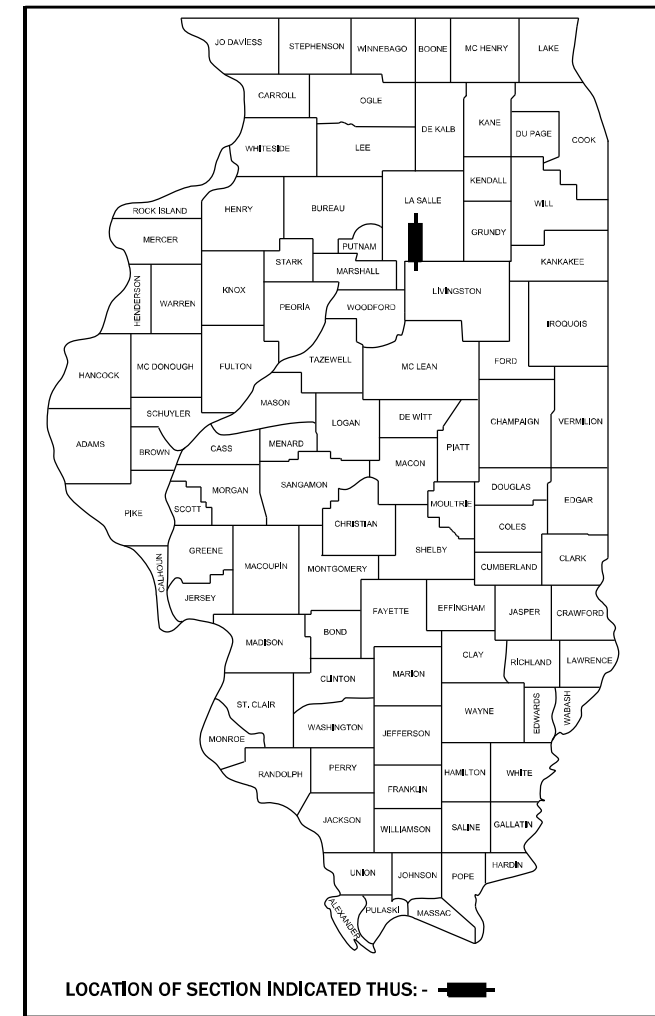 JO DAVIESS STEPHENSON WINNEBAGO BOONE MC HENRY LAKE
CARROLL OGLE DE KALB KANE DU PAGE COOK
WHITESIDE LEE
KENDALL
ROCK ISLAND HENRY BUREAU LA SALLE WILL
MERCER PUTNAM GRUNDY
STARK MARSHALL KANKAKEE
HENDERSON WARREN KNOX PEORIA WOODFORD LIVINGSTON
IROQUOIS
HANCOCK MC DONOUGH FULTON TAZEWELL MC LEAN FORD
MASON
SCHUYLER LOGAN DE WITT CHAMPAIGN VERMILION
ADAMS BROWN CASS MENARD MACON PIATT
MORGAN SANGAMON DOUGLAS EDGAR
PIKE SCOTT CHRISTIAN MOULTRIE COLES
CALHOUN GREENE MACOUPIN MONTGOMERY SHELBY CUMBERLAND CLARK
JERSEY FAYETTE EFFINGHAM JASPER CRAWFORD
MADISON BOND
CLAY RICHLAND LAWRENCE
CLINTON MARION
ST. CLAIR WAYNE EDWARDS WABASH
WASHINGTON JEFFERSON
MONROE
RANDOLPH PERRY HAMILTON WHITE
FRANKLIN
JACKSON WILLIAMSON SALINE GALLATIN
HARDIN
UNION JOHNSON POPE
ALEXANDER PULASKI MASSAC
LOCATION OF SECTION INDICATED THUS: -